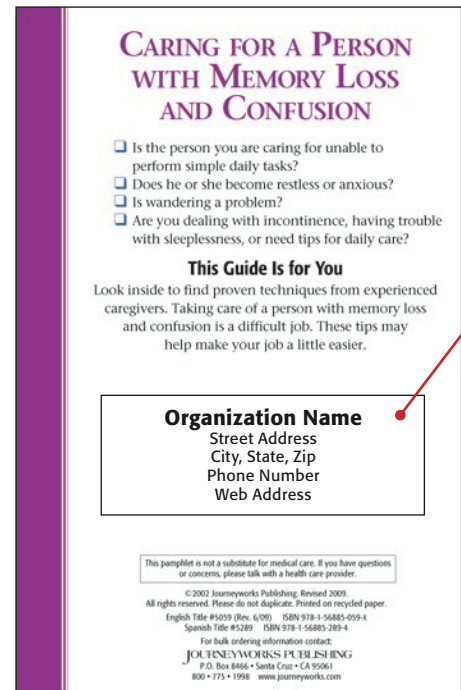 CARING FOR A PERSON
WITH MEMORY LOSS
AND CONFUSION
❑ Is the person you are caring for unable to
perform simple daily tasks?
❑ Does he or she become restless or anxious?
❑ Is wandering a problem?
❑ Are you dealing with incontinence, having trouble
with sleeplessness, or need tips for daily care?
This Guide Is for You
Look inside to find proven techniques from experienced
caregivers. Taking care of a person with memory loss
and confusion is a difficult job. These tips may
help make your job a little easier.
Organization Name
Street Address
City, State, Zip
Phone Number
Web Address
This pamphlet is not a substitute for medical care. If you have questions
or concerns, please talk with a health care provider.
©2002 Journeyworks Publishing. Revised 2009.
All rights reserved. Please do not duplicate. Printed on recycled paper.
English Title #5059 (Rev. 6/09) ISBN 978-1-56885-059-x
Spanish Title #5289 ISBN 978-1-56885-289-4
For bulk ordering information contact:
JOURNEYWORKS PUBLISHING
P.O. Box 8466 • Santa Cruz • CA 95061
800 • 775 • 1998 www.journeyworks.com